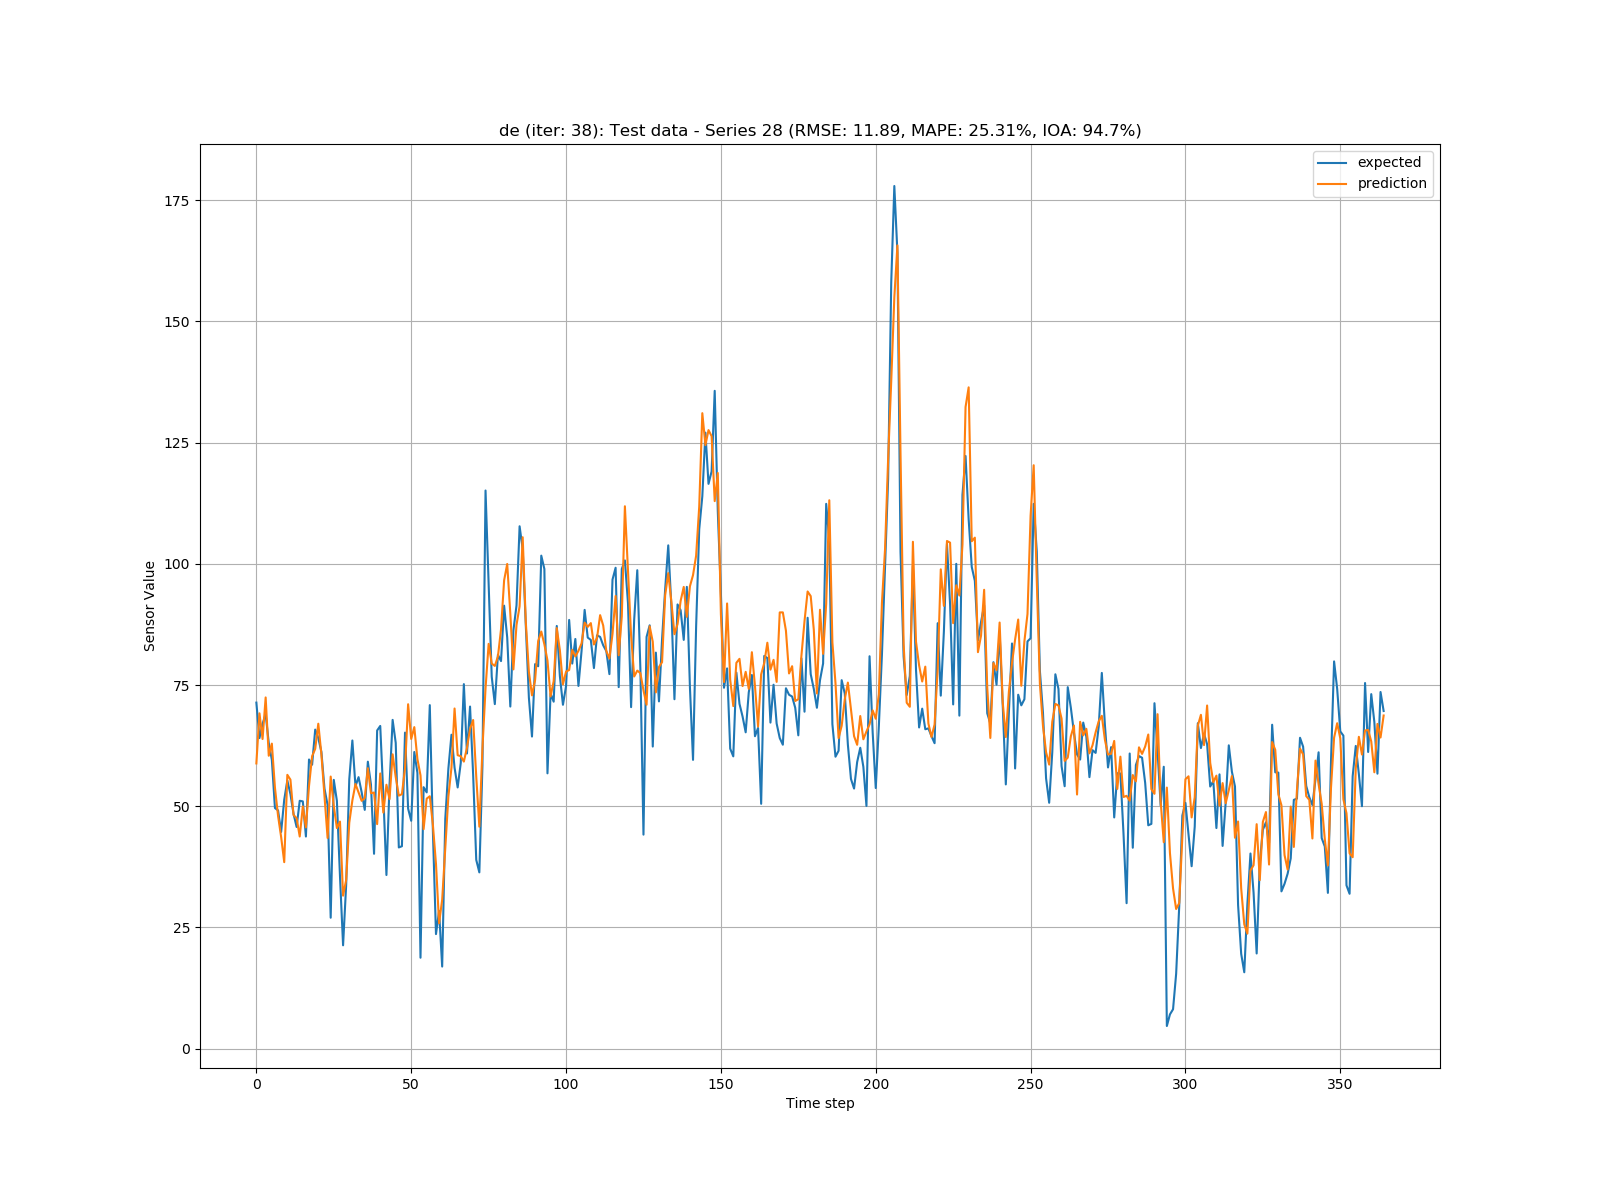 de (iter: 38): Test data - Series 28 (RMSE: 11.89, MAPE: 25.31%, IOA: 94.7%)
expected
prediction
175
150
125
100
75
50
25
0
Sensor Value
0 50 100 150 200 250 300 350
Time step